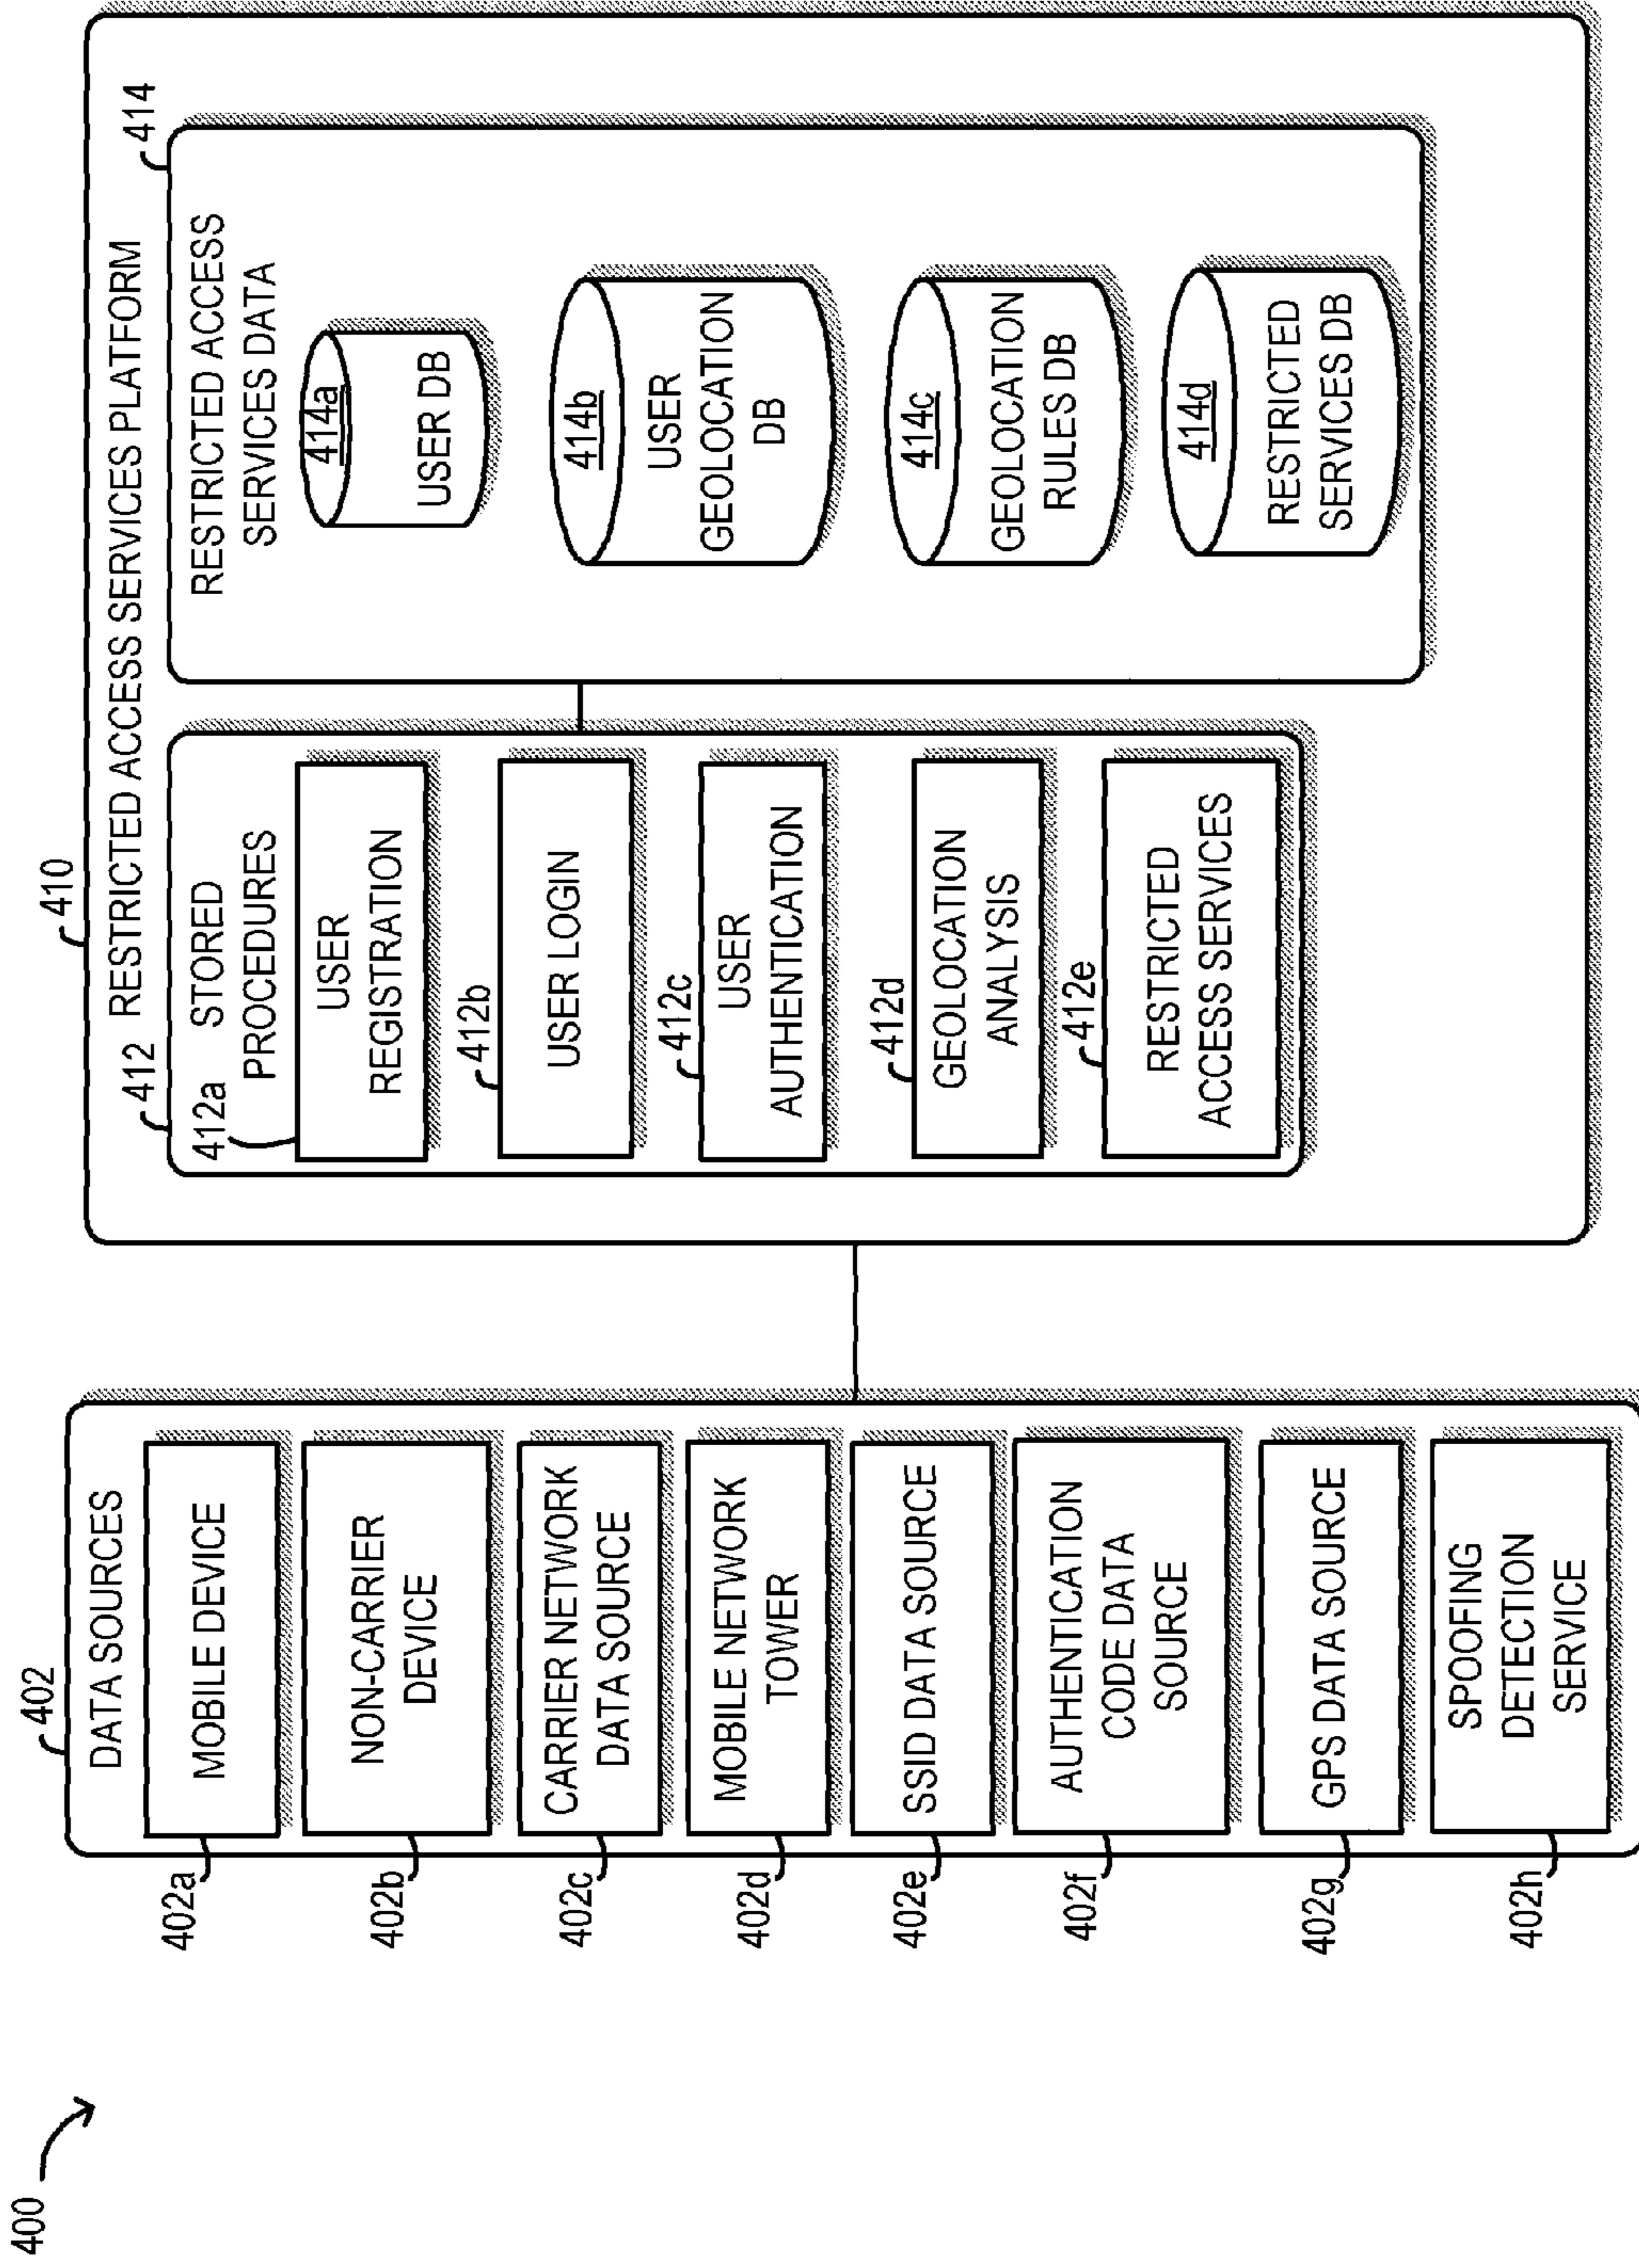 400
402
DATA SOURCES
402a
MOBILE DEVICE
402b
NON-CARRIER
DEVICE
402c
CARRIER NETWORK
DATA SOURCE
402d
MOBILE NETWORK
TOWER
402e
SSID DATA SOURCE
402f
AUTHENTICATION
CODE DATA
SOURCE
402g
GPS DATA SOURCE
402h
SPOOFING
DETECTION
SERVICE
410
RESTRICTED ACCESS SERVICES PLATFORM
412
STORED
PROCEDURES
412a
USER
REGISTRATION
412b
USER LOGIN
412c
USER
AUTHENTICATION
412d
GEOLOCATION
ANALYSIS
412e
RESTRICTED
ACCESS SERVICES
414
RESTRICTED ACCESS
SERVICES DATA
414a
USER DB
414b
USER
GEOLOCATION
DB
414c
GEOLOCATION
RULES DB
414d
RESTRICTED
SERVICES DB